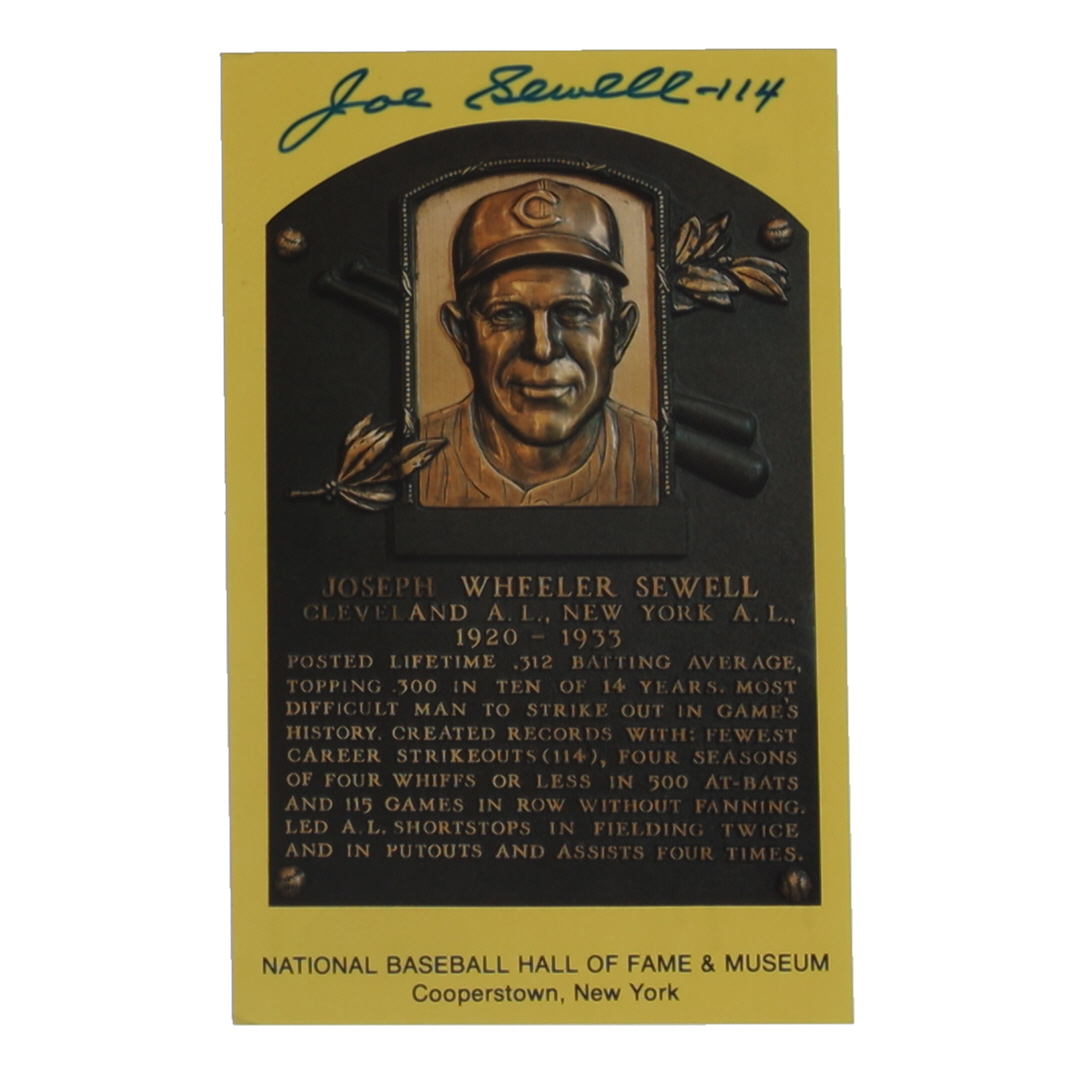 Joe Sewell-114
C
JOSEPH WHEELER SEWELL
CLEVELAND A.L., NEW YORK A.L.,
1920 - 1933
POSTED LIFETIME .312 BATTING AVERAGE,
TOPPING .300 IN TEN OF 14 YEARS. MOST
DIFFICULT MAN TO STRIKE OUT IN GAME'S
HISTORY. CREATED RECORDS WITH: FEWEST
CAREER STRIKEOUTS (114), FOUR SEASONS
OF FOUR WHIFFS OR LESS IN 500 AT-BATS
AND 115 GAMES IN ROW WITHOUT FANNING.
LED A.L. SHORTSTOPS IN FIELDING TWICE
AND IN PUTOUTS AND ASSISTS FOUR TIMES.
NATIONAL BASEBALL HALL OF FAME & MUSEUM
Cooperstown, New York